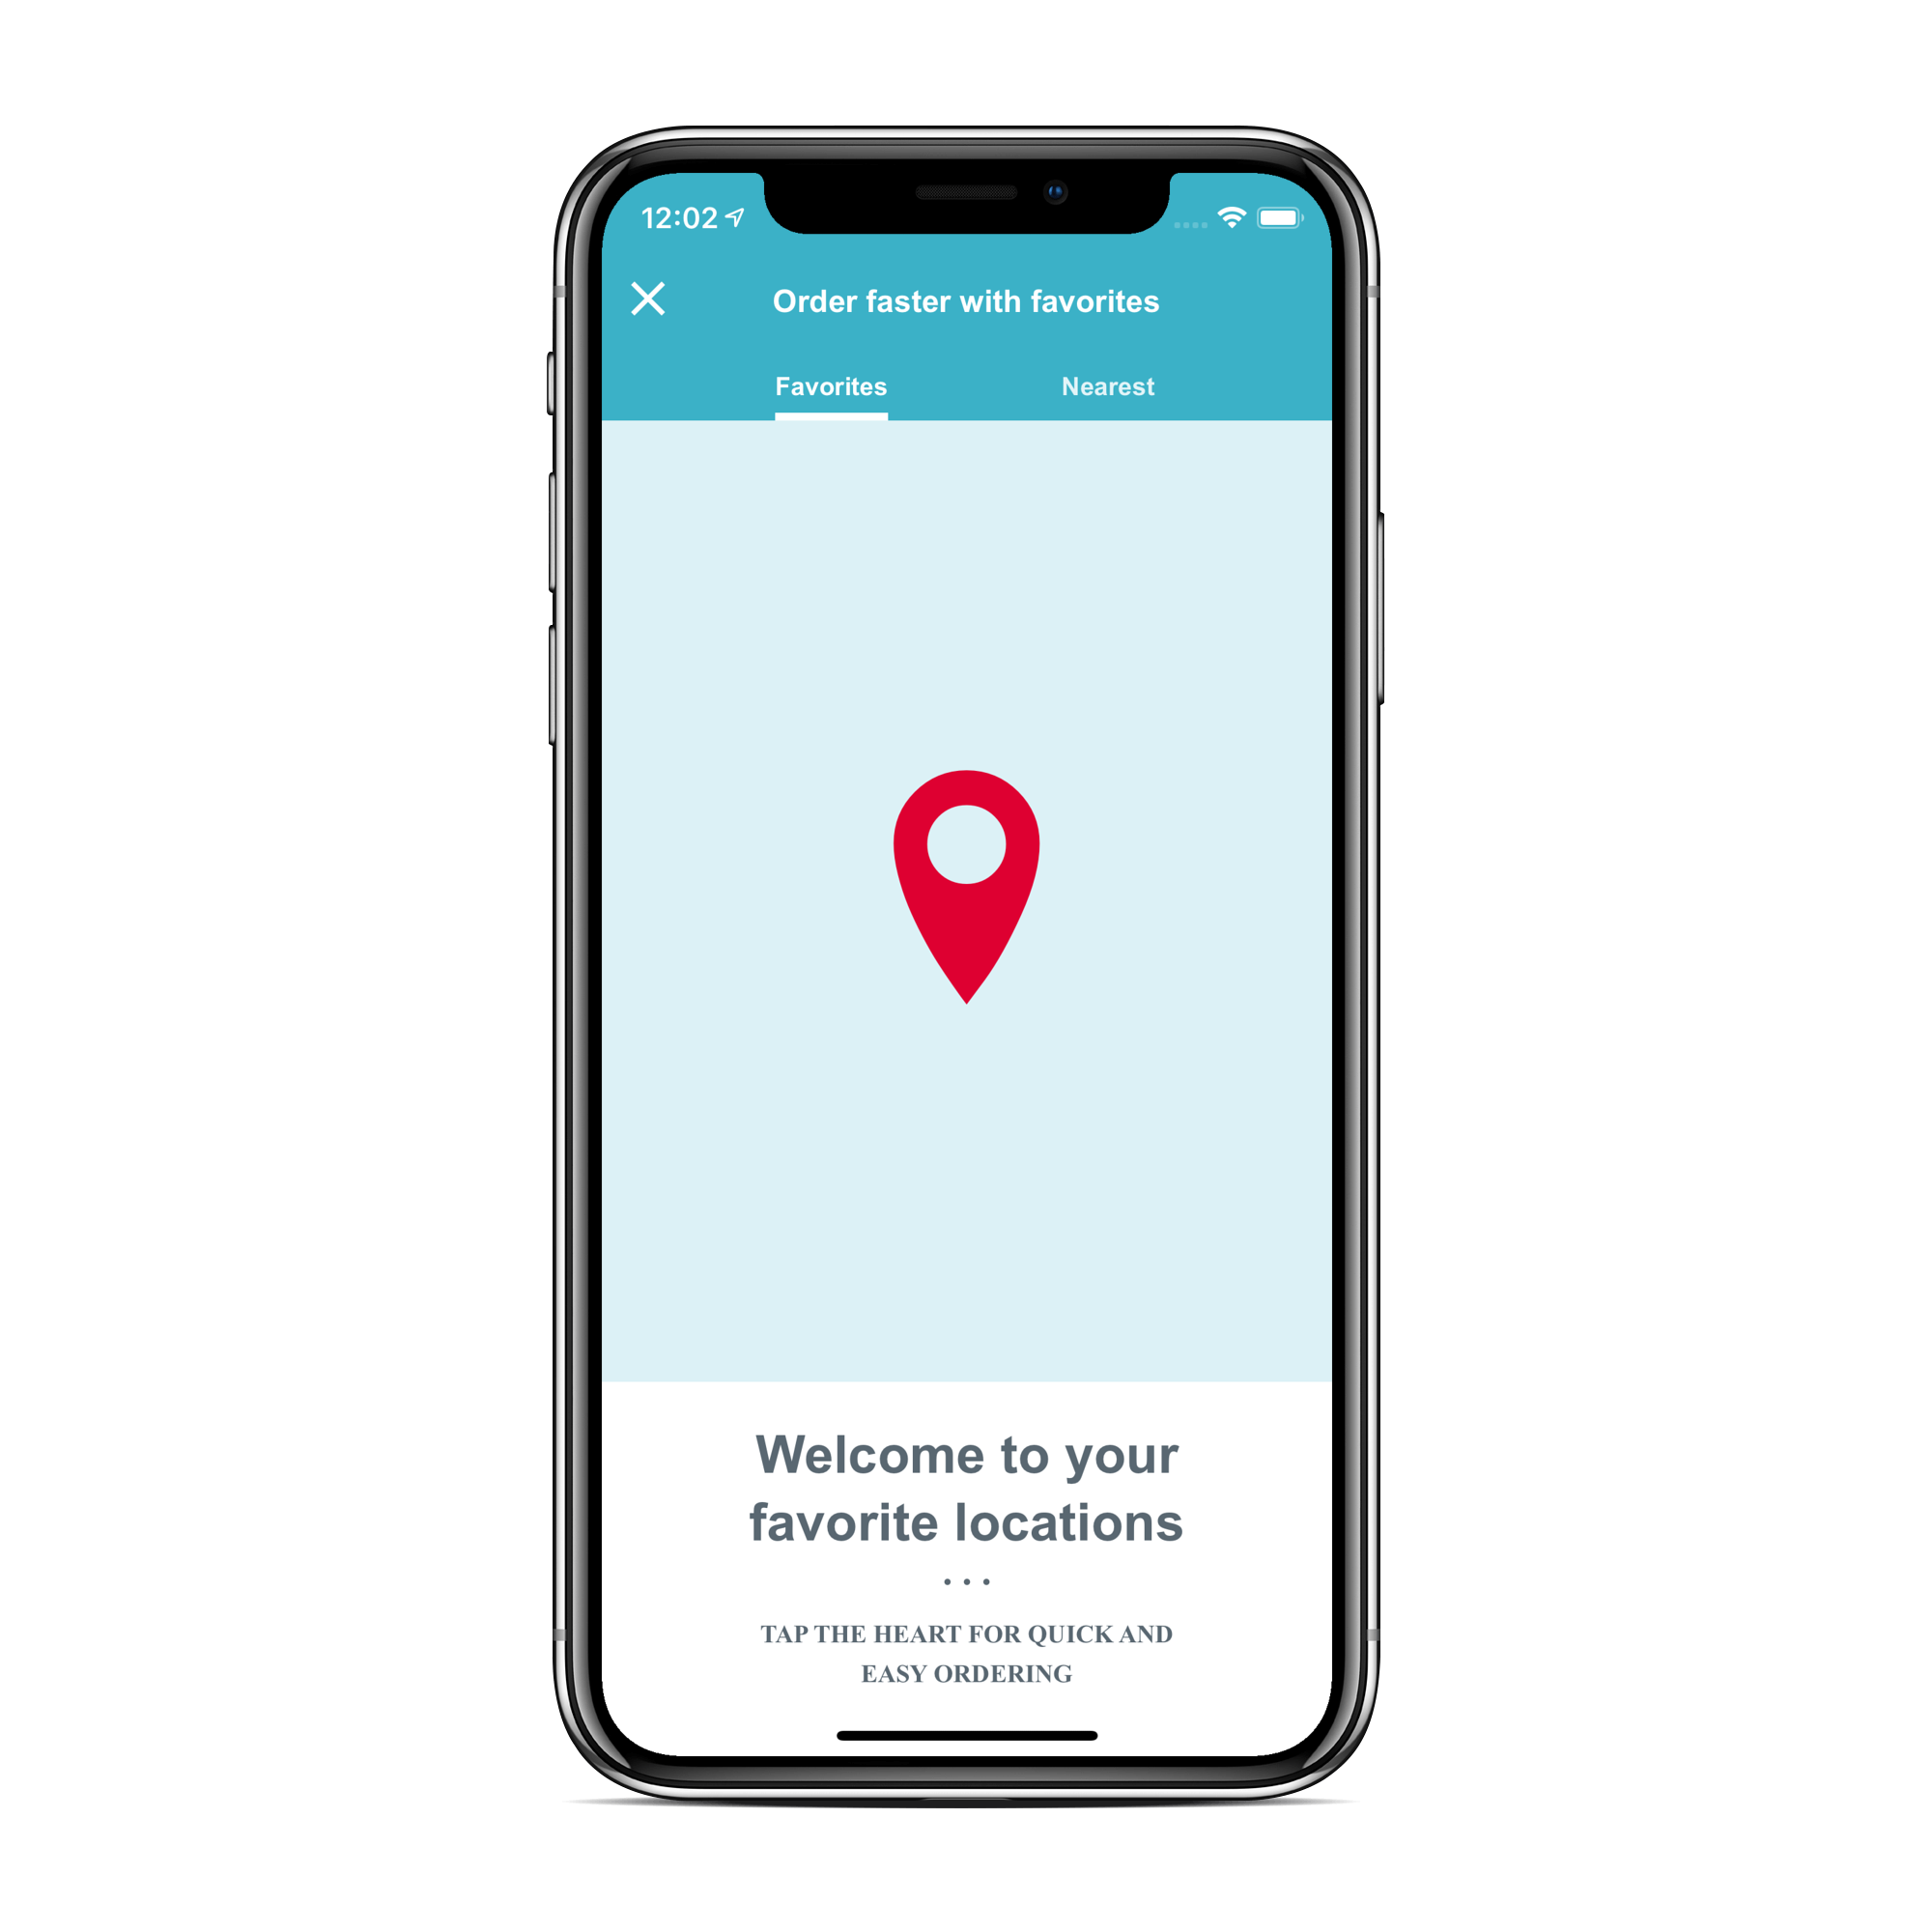 12:02
Order faster with favorites
Favorites Nearest
Welcome to your
favorite locations
• • •
TAP THE HEART FOR QUICK AND
EASY ORDERING